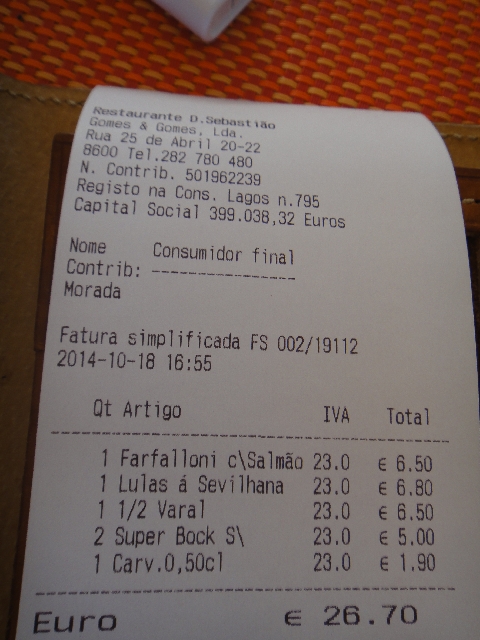 Restaurante D.Sebastião
Gomes & Gomes, Lda.
Rua 25 de Abril 20-22
8600 Tel.282 780 480
N. Contrib. 501962239
Registo na Cons. Lagos n.795
Capital Social 399.038,32 Euros
Nome Consumidor final
Contrib: ----------------
Morada
Fatura simplificada FS 002/19112
2014-10-18 16:55
Qt Artigo IVA Total
1 Farfalloni c\Salmão 23.0 € 6.50
1 Lulas á Sevilhana 23.0 € 6.80
1 1/2 Varal 23.0 € 6.50
2 Super Bock S\ 23.0 € 5.00
1 Carv.0,50cl 23.0 € 1.90
Euro € 26.70